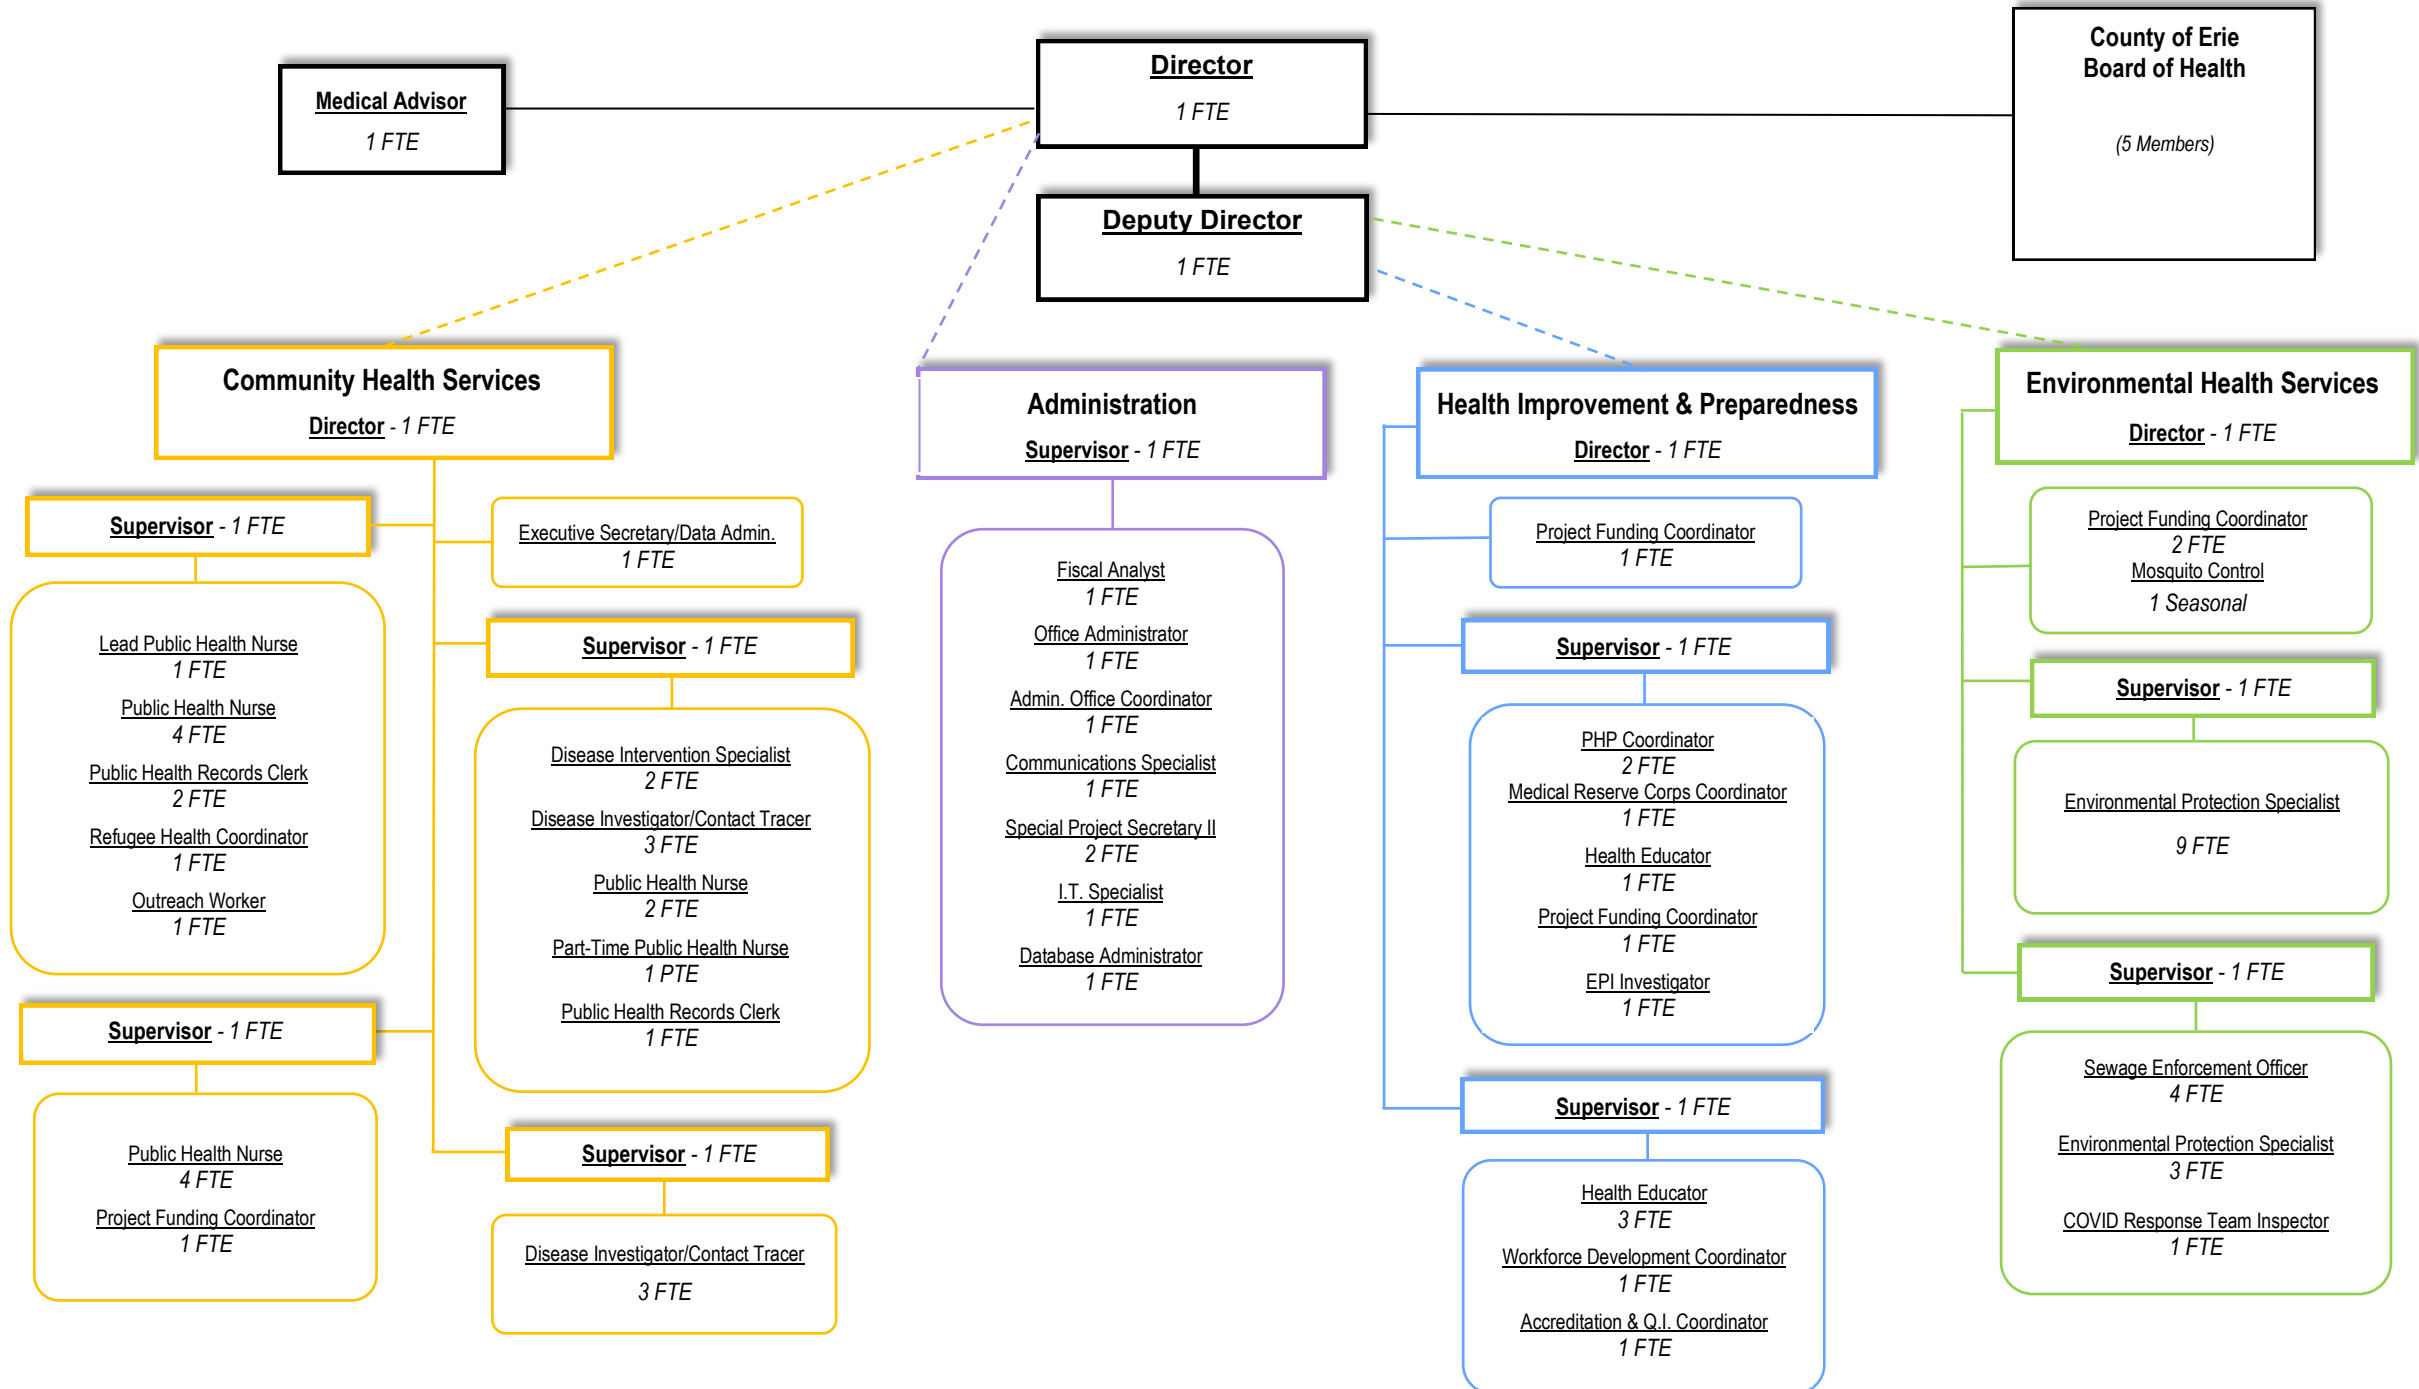 Director
1 FTE
County of Erie
Board of Health
(5 Members)
Medical Advisor
1 FTE
Deputy Director
1 FTE
Community Health Services
Director - 1 FTE
Supervisor - 1 FTE
Lead Public Health Nurse
1 FTE
Public Health Nurse
4 FTE
Public Health Records Clerk
2 FTE
Refugee Health Coordinator
1 FTE
Outreach Worker
1 FTE
Supervisor - 1 FTE
Public Health Nurse
4 FTE
Project Funding Coordinator
1 FTE
Executive Secretary/Data Admin.
1 FTE
Supervisor - 1 FTE
Disease Intervention Specialist
2 FTE
Disease Investigator/Contact Tracer
3 FTE
Public Health Nurse
2 FTE
Part-Time Public Health Nurse
1 PTE
Public Health Records Clerk
1 FTE
Supervisor - 1 FTE
Disease Investigator/Contact Tracer
3 FTE
Administration
Supervisor - 1 FTE
Fiscal Analyst
1 FTE
Office Administrator
1 FTE
Admin. Office Coordinator
1 FTE
Communications Specialist
1 FTE
Special Project Secretary II
2 FTE
I.T. Specialist
1 FTE
Database Administrator
1 FTE
Health Improvement & Preparedness
Director - 1 FTE
Project Funding Coordinator
1 FTE
Supervisor - 1 FTE
PHP Coordinator
2 FTE
Medical Reserve Corps Coordinator
1 FTE
Health Educator
1 FTE
Project Funding Coordinator
1 FTE
EPI Investigator
1 FTE
Supervisor - 1 FTE
Health Educator
3 FTE
Workforce Development Coordinator
1 FTE
Accreditation & Q.I. Coordinator
1 FTE
Environmental Health Services
Director - 1 FTE
Project Funding Coordinator
2 FTE
Mosquito Control
1 Seasonal
Supervisor - 1 FTE
Environmental Protection Specialist
9 FTE
Supervisor - 1 FTE
Sewage Enforcement Officer
4 FTE
Environmental Protection Specialist
3 FTE
COVID Response Team Inspector
1 FTE